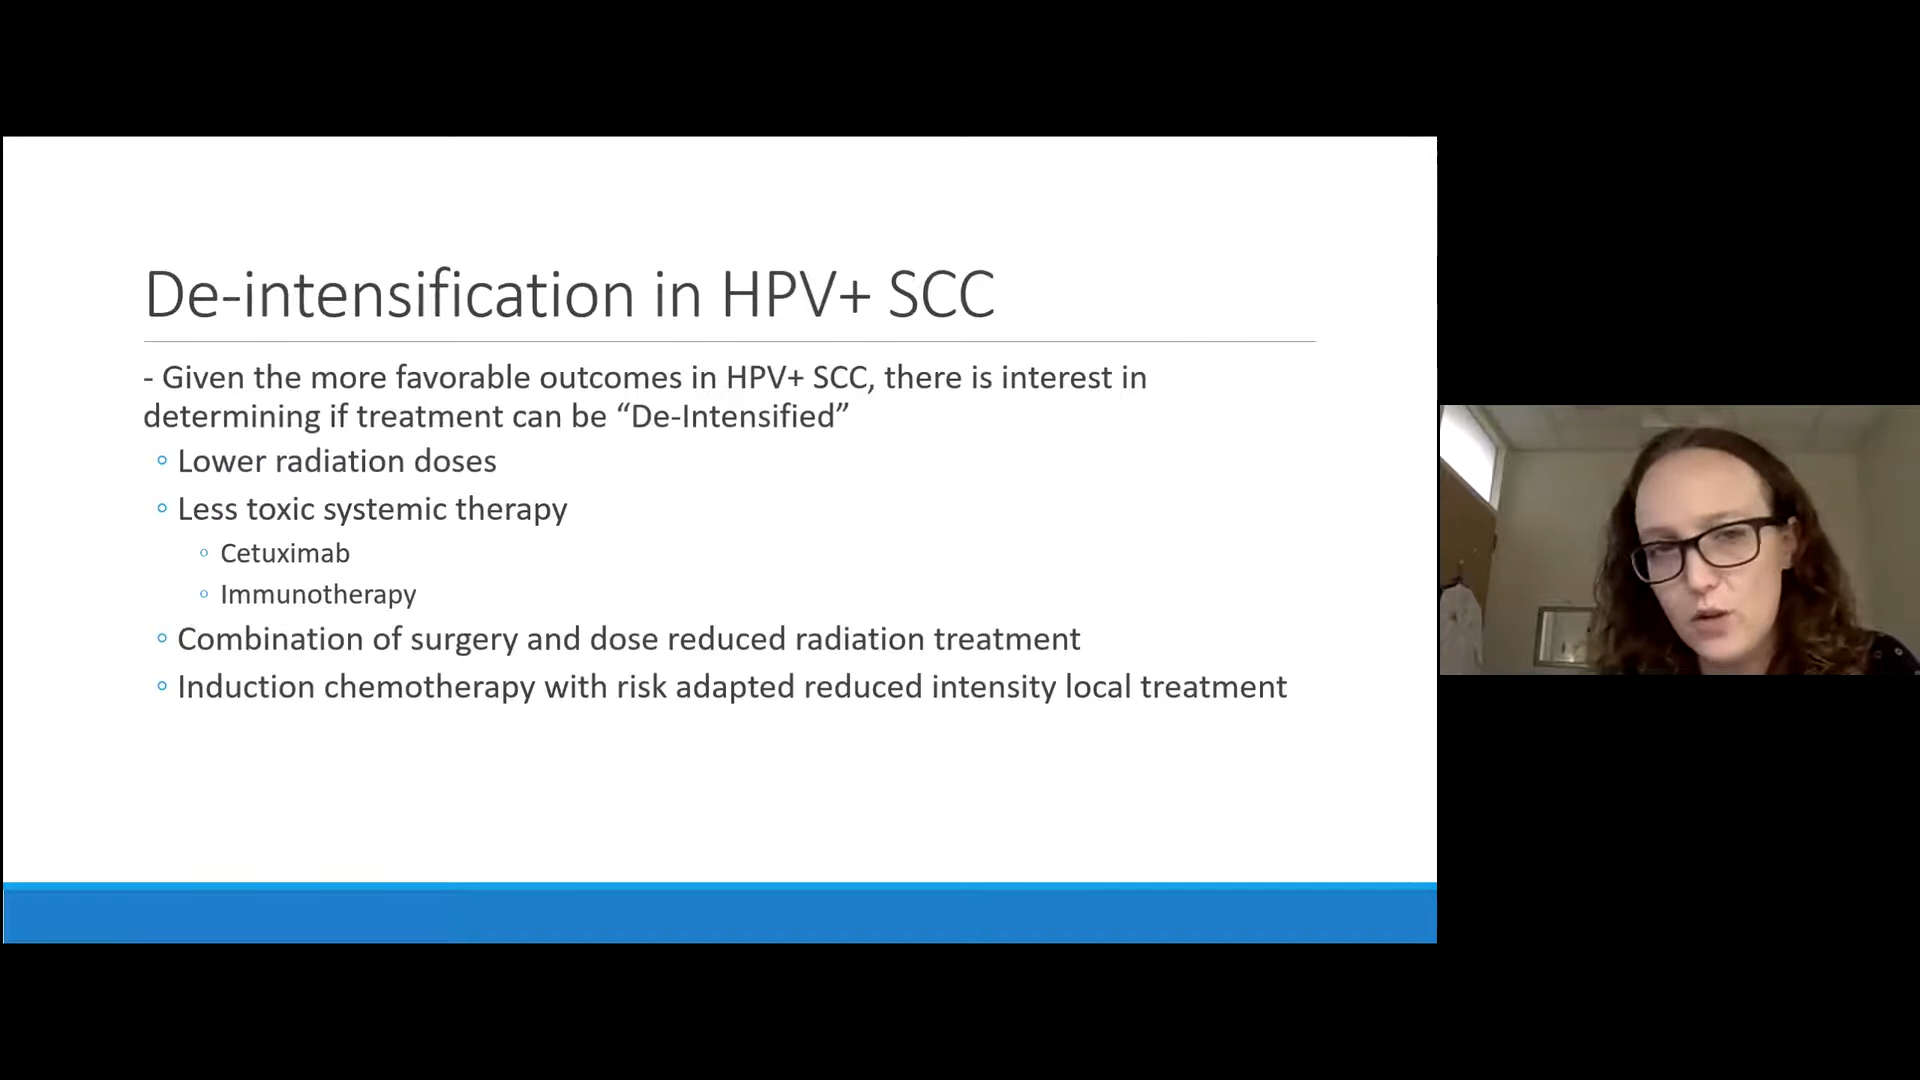 De-intensification in HPV+ SCC
- Given the more favorable outcomes in HPV+ SCC, there is interest in
determining if treatment can be “De-Intensified”
◦ Lower radiation doses
◦ Less toxic systemic therapy
◦ Cetuximab
◦ Immunotherapy
◦ Combination of surgery and dose reduced radiation treatment
◦ Induction chemotherapy with risk adapted reduced intensity local treatment